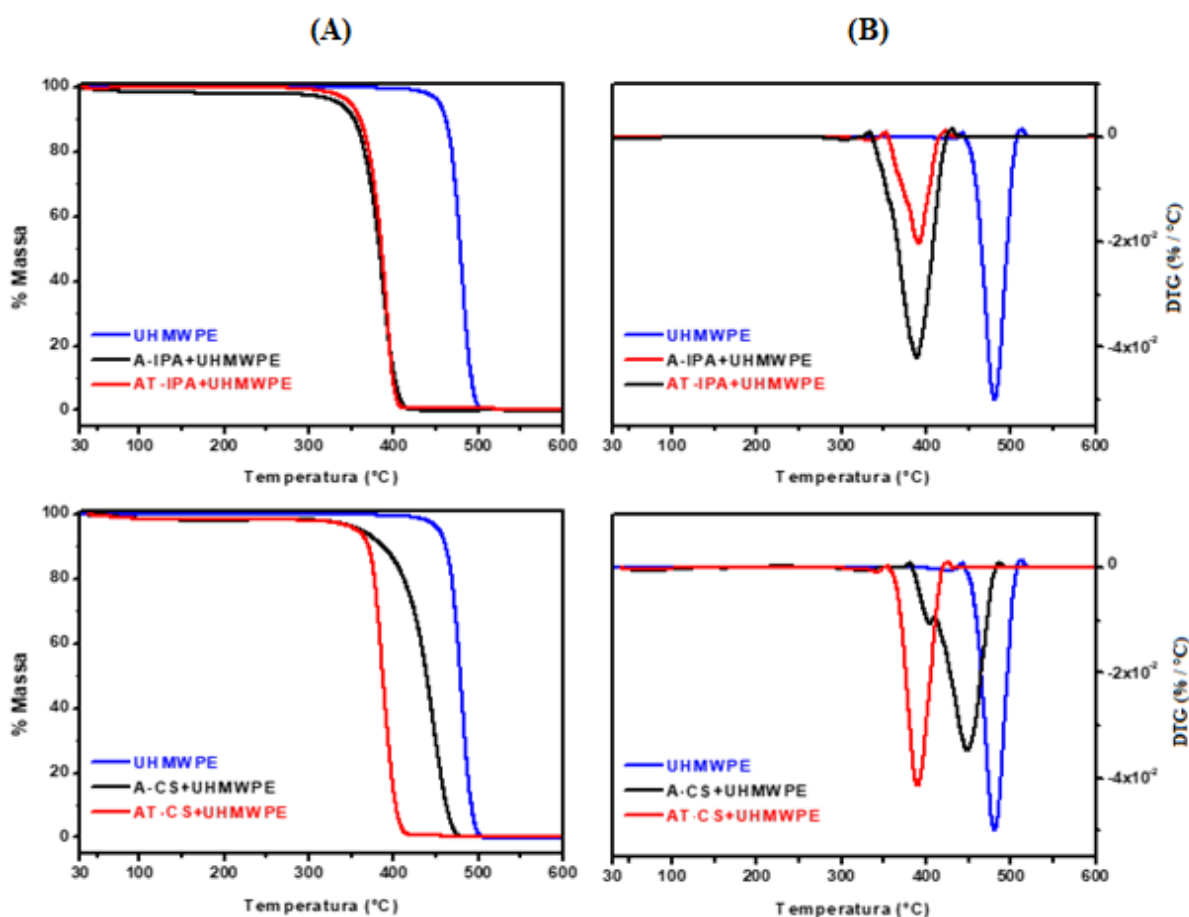 (A)
(B)
100
80
60
40
20
0
% Massa
UHMWPE
A-IPA+UHMWPE
AT-IPA+UHMWPE
30 100 200 300 400 500 600
Temperatura (°C)
0
-2x10⁻²
-4x10⁻²
DTG (% / °C)
UHMWPE
A-IPA+UHMWPE
AT-IPA+UHMWPE
30 100 200 300 400 500 600
Temperatura (°C)
100
80
60
40
20
0
% Massa
UHMWPE
A-CS+UHMWPE
AT-CS+UHMWPE
30 100 200 300 400 500 600
Temperatura (°C)
0
-2x10⁻²
-4x10⁻²
DTG (% / °C)
UHMWPE
A-CS+UHMWPE
AT-CS+UHMWPE
30 100 200 300 400 500 600
Temperatura (°C)